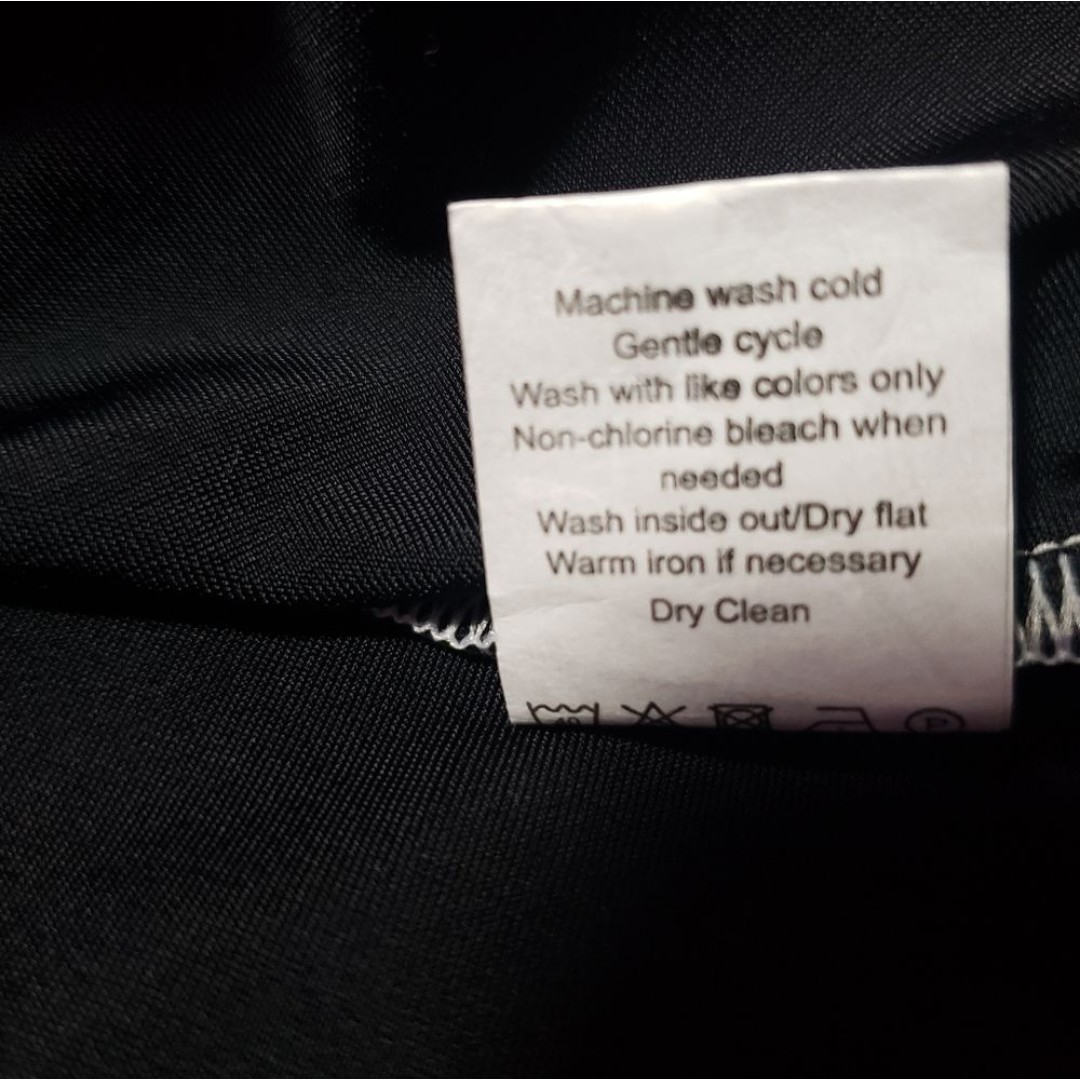 Machine wash cold
Gentle cycle
Wash with like colors only
Non-chlorine bleach when
needed
Wash inside out/Dry flat
Warm iron if necessary
Dry Clean
P